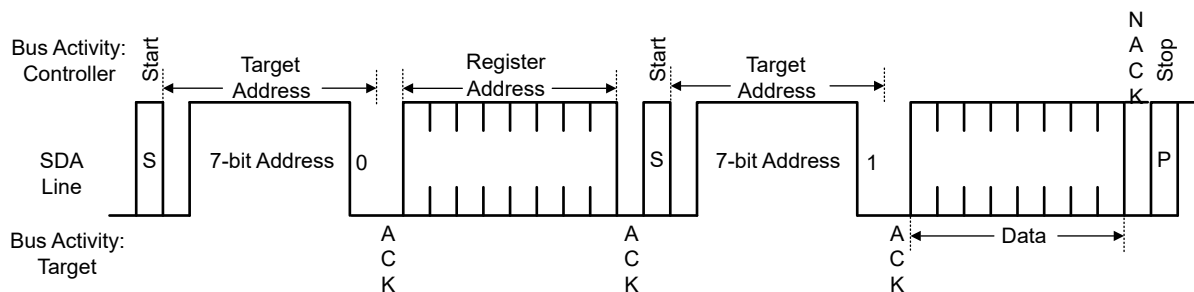 Bus Activity:
Controller
Start
Target
Address
Register
Address
Start
Target
Address
N
A
C
K
Stop
SDA
Line
S
7-bit Address
0
S
7-bit Address
1
P
Bus Activity:
Target
A
C
K
A
C
K
A
C
K
Data